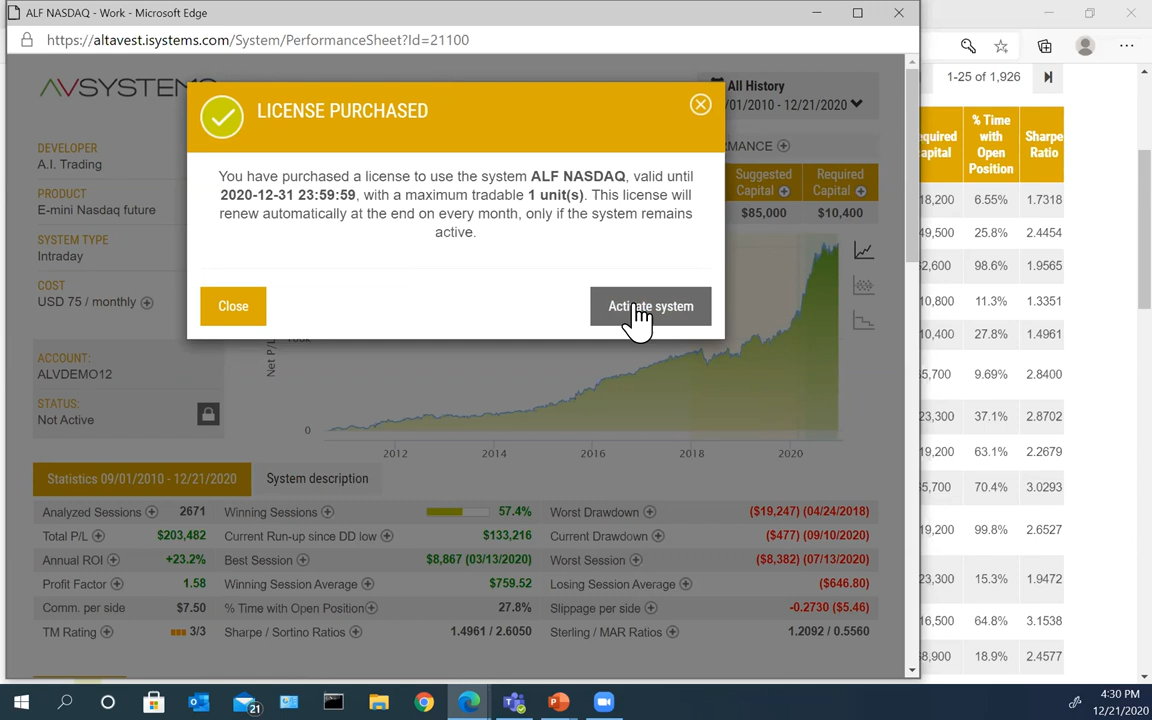 ALF NASDAQ - Work - Microsoft Edge
https://altavest.isystems.com/System/PerformanceSheet?Id=21100
AVSYSTEMS
All History
/01/2010 - 12/21/2020
LICENSE PURCHASED
You have purchased a license to use the system ALF NASDAQ, valid until
2020-12-31 23:59:59, with a maximum tradable 1 unit(s). This license will
renew automatically at the end on every month, only if the system remains
active.
Close
Activate system
DEVELOPER
A.I. Trading
PRODUCT
E-mini Nasdaq future
SYSTEM TYPE
Intraday
COST
USD 75 / monthly
ACCOUNT:
ALVDEMO12
STATUS:
Not Active
Suggested Capital
Required Capital
$85,000
$10,400
Net P/L
0
2012
2014
2016
2018
2020
Statistics 09/01/2010 - 12/21/2020
System description
Analyzed Sessions 2671
Winning Sessions 57.4%
Worst Drawdown ($19,247) (04/24/2018)
Total P/L $203,482
Current Run-up since DD low $133,216
Current Drawdown ($477) (09/10/2020)
Annual ROI +23.2%
Best Session $8,867 (03/13/2020)
Worst Session ($8,382) (07/13/2020)
Profit Factor 1.58
Winning Session Average $759.52
Losing Session Average ($646.80)
Comm. per side $7.50
% Time with Open Position 27.8%
Slippage per side -0.2730 ($5.46)
TM Rating 3/3
Sharpe / Sortino Ratios 1.4961 / 2.6050
Sterling / MAR Ratios 1.2092 / 0.5560
1-25 of 1,926
% Time with Open Position
Sharpe Ratio
6.55% 1.7318
25.8% 2.4454
98.6% 1.9565
11.3% 1.3351
27.8% 1.4961
9.69% 2.8400
37.1% 2.8702
63.1% 2.2679
70.4% 3.0293
99.8% 2.6527
15.3% 1.9472
64.8% 3.1538
18.9% 2.4577
21
4:30 PM
12/21/2020